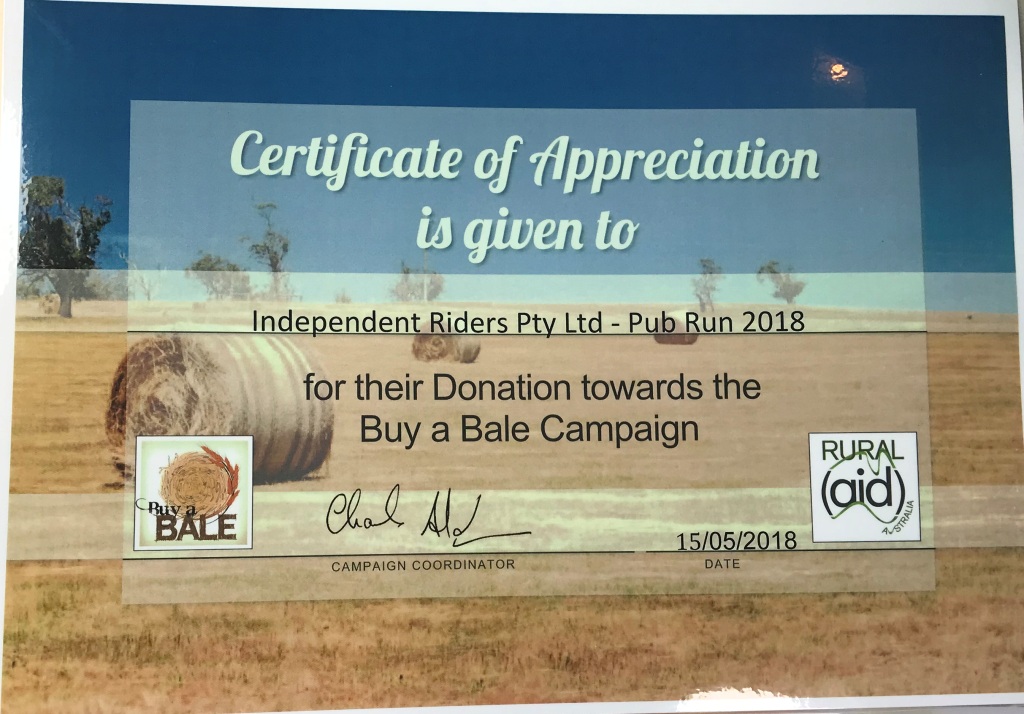 Certificate of Appreciation
is given to
Independent Riders Pty Ltd - Pub Run 2018
for their Donation towards the
Buy a Bale Campaign
Buy a
BALE
RURAL
(aid)
AUSTRALIA
15/05/2018
CAMPAIGN COORDINATOR
DATE